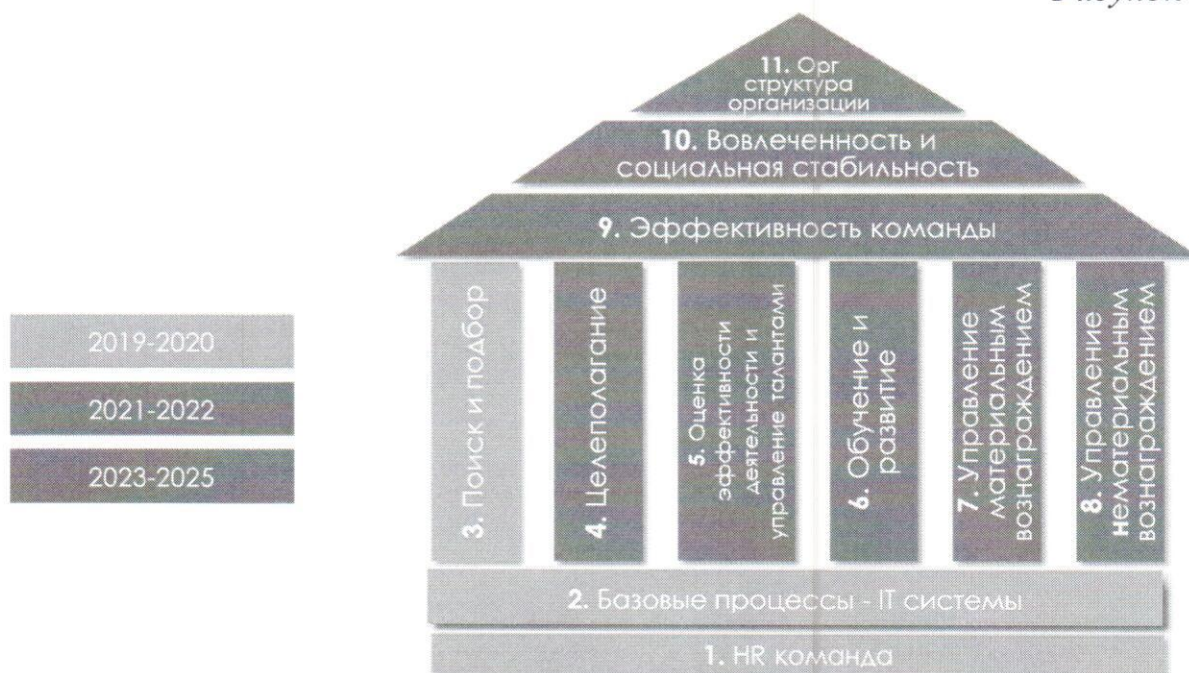 11. Орг
структура
организации
10. Вовлеченность и
социальная стабильность
9. Эффективность команды
2019-2020
2021-2022
2023-2025
3. Поиск и подбор
4. Целеполагание
5. Оценка
эффективности
деятельности и
управление талантами
6. Обучение и
развитие
7. Управление
материальным
вознаграждением
8. Управление
нематериальным
вознаграждением
2. Базовые процессы - IT системы
1. HR команда